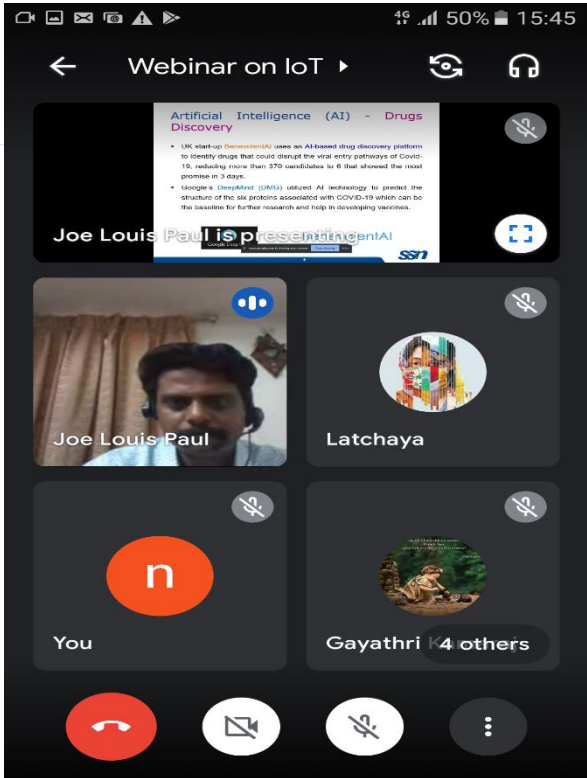 4G 50% 15:45
Webinar on IoT
Artificial Intelligence (AI) - Drugs
Discovery
UK start-up BenevolentAI uses an AI-based drug discovery platform
to identify drugs that could disrupt the viral entry pathways of Covid-
19, reducing more than 370 candidates to 6 that showed the most
promise in 3 days.
Google's DeepMind (DMG) utilized AI technology to predict the
structure of the six proteins associated with COVID-19 which can be
the baseline for further research and help in developing vaccines.
Joe Louis Paul is presenting
BenevolentAI
ssn
Joe Louis Paul
Latchaya
n
You
Gayathri
4 others